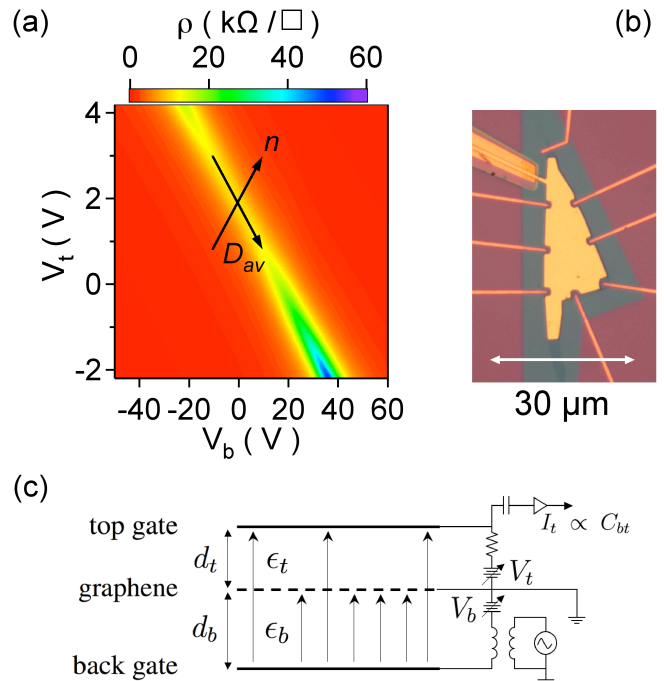 (a)
ρ ( kΩ / □ )
0 20 40 60
4
2
0
-2
V_t ( V )
n
D_av
-40 -20 0 20 40 60
V_b ( V )
(b)
30 μm
(c)
top gate
graphene
back gate
d_t
d_b
ϵ_t
ϵ_b
I_t ∝ C_bt
V_t
V_b